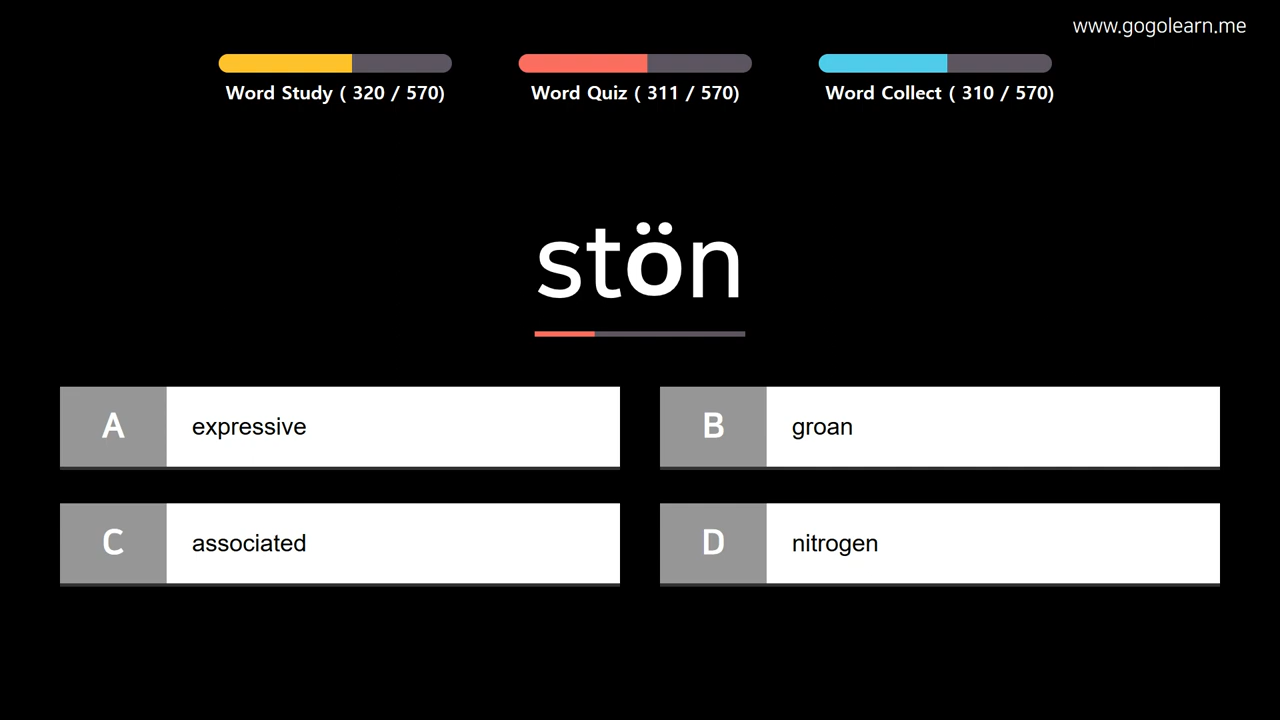 www.gogolearn.me
Word Study ( 320 / 570)
Word Quiz ( 311 / 570)
Word Collect ( 310 / 570)
stön
A expressive
B groan
C associated
D nitrogen